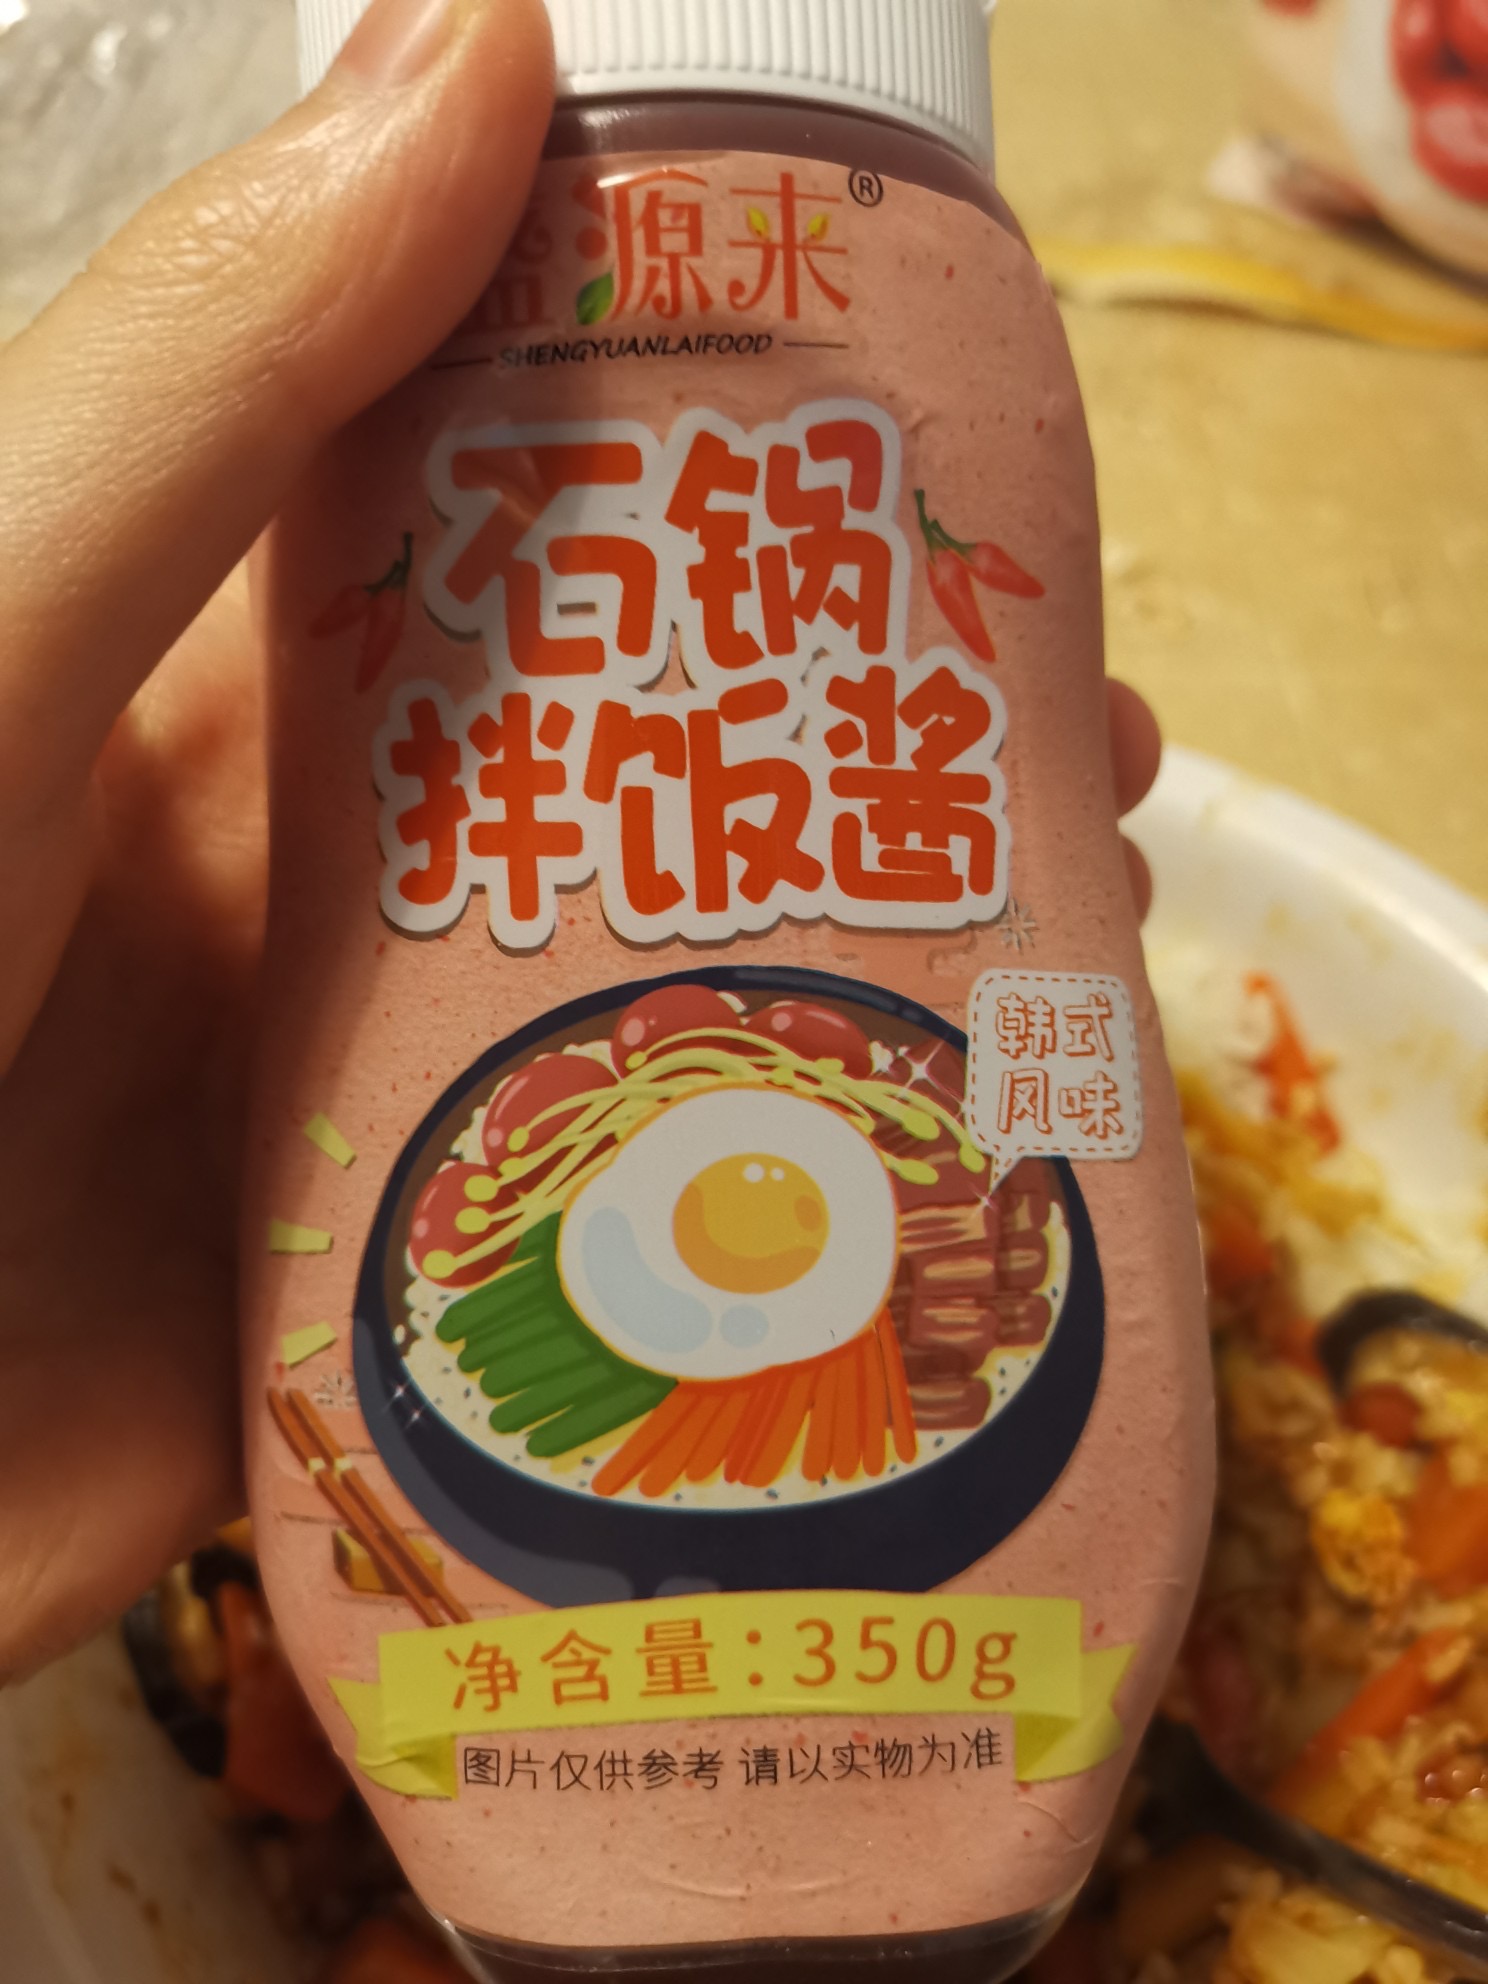 源来®
SHENGYUANLAIFOOD
石锅
拌饭酱
韩式
风味
净含量:350g
图片仅供参考 请以实物为准